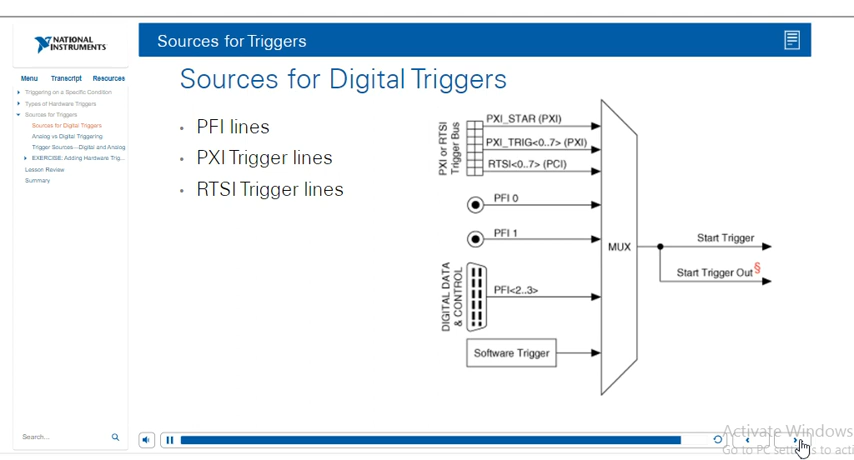 NATIONAL
INSTRUMENTS
Sources for Triggers
Menu Transcript Resources
Triggering on a Specific Condition
Types of Hardware Triggers
Sources for Triggers
Sources for Digital Triggers
Analog vs Digital Triggering
Trigger Sources—Digital and Analog
EXERCISE: Adding Hardware Trig...
Lesson Review
Summary
Search...
Sources for Digital Triggers
• PFI lines
• PXI Trigger lines
• RTSI Trigger lines
PXI or RTSI
Trigger Bus
PXI_STAR (PXI)
PXI_TRIG<0..7> (PXI)
RTSI<0..7> (PCI)
PFI 0
PFI 1
DIGITAL DATA
& CONTROL
PFI<2..3>
Software Trigger
MUX
Start Trigger
Start Trigger Out §
Activate Windows
Go to PC settings to acti